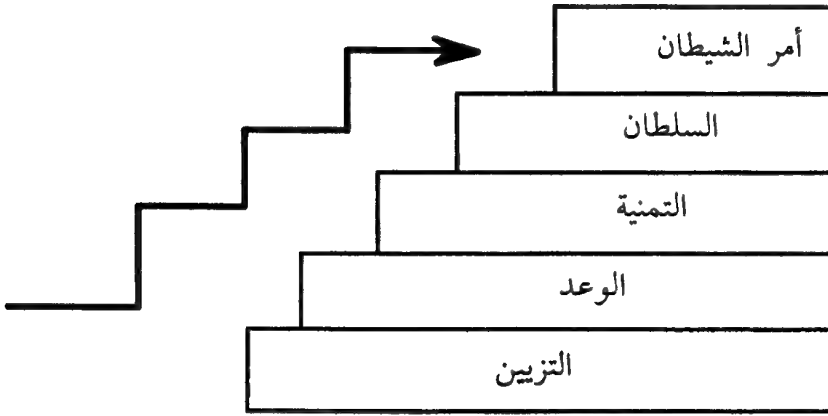 أمر الشيطان
السلطان
التمنية
الوعد
التزيين